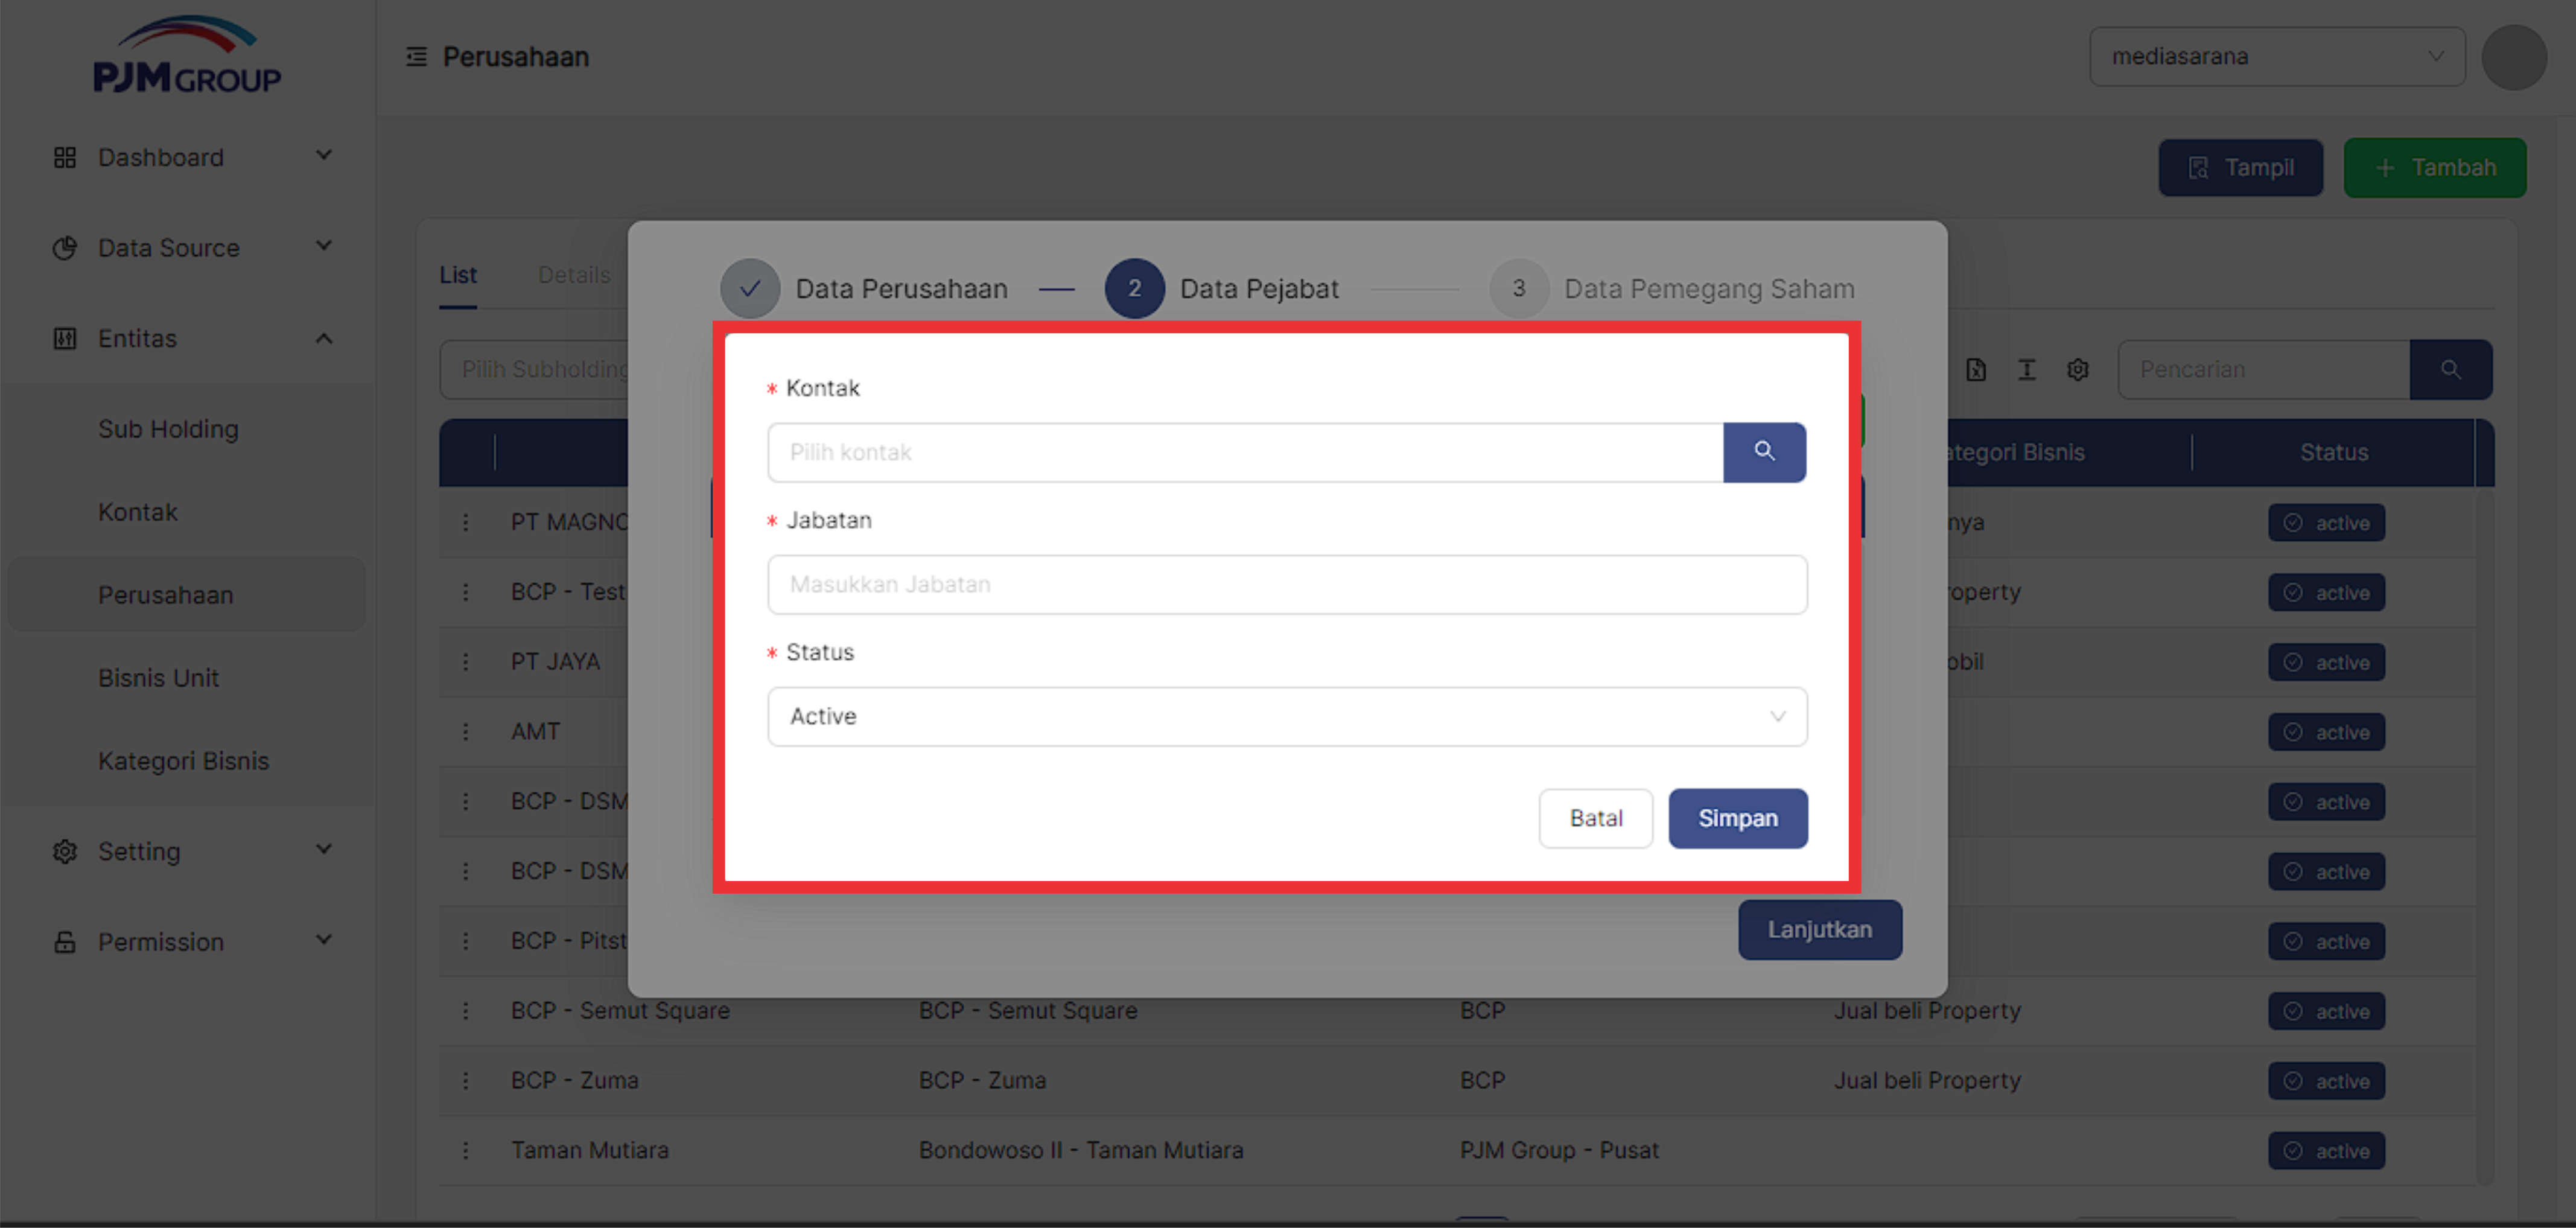 PJM GROUP
Perusahaan
mediasarana
Dashboard
Data Source
Entitas
Sub Holding
Kontak
Perusahaan
Bisnis Unit
Kategori Bisnis
Setting
Permission
Tampil
+ Tambah
List Details
Pilih Subholding
Pencarian
Data Perusahaan
2 Data Pejabat
3 Data Pemegang Saham
* Kontak
Pilih kontak
* Jabatan
Masukkan Jabatan
* Status
Active
Batal Simpan
Lanjutkan
ategori Bisnis Status
PT MAGNO nya active
BCP - Test operty active
PT JAYA obil active
AMT active
BCP - DSM active
BCP - DSM active
BCP - Pitst active
BCP - Semut Square BCP - Semut Square BCP Jual beli Property active
BCP - Zuma BCP - Zuma BCP Jual beli Property active
Taman Mutiara Bondowoso II - Taman Mutiara PJM Group - Pusat active